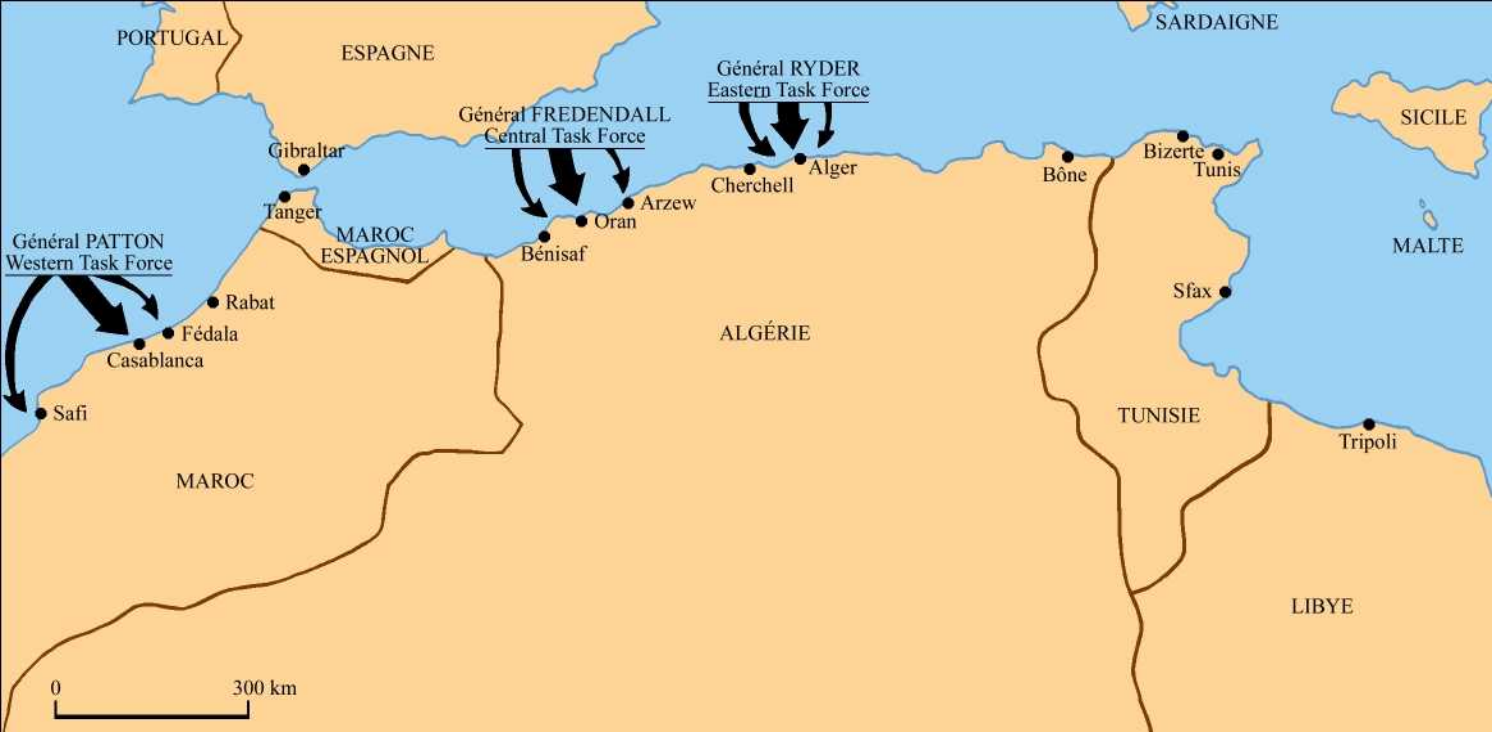 PORTUGAL
ESPAGNE
SARDAIGNE
Général RYDER
Eastern Task Force
Général FREDENDALL
Central Task Force
SICILE
Gibraltar
Bizerte
Tunis
Bône
Alger
Cherchell
Arzew
Oran
Bénisaf
Tanger
MAROC
ESPAGNOL
Général PATTON
Western Task Force
MALTE
Rabat
Sfax
Fédala
Casablanca
ALGÉRIE
Safi
TUNISIE
Tripoli
MAROC
LIBYE
0 300 km